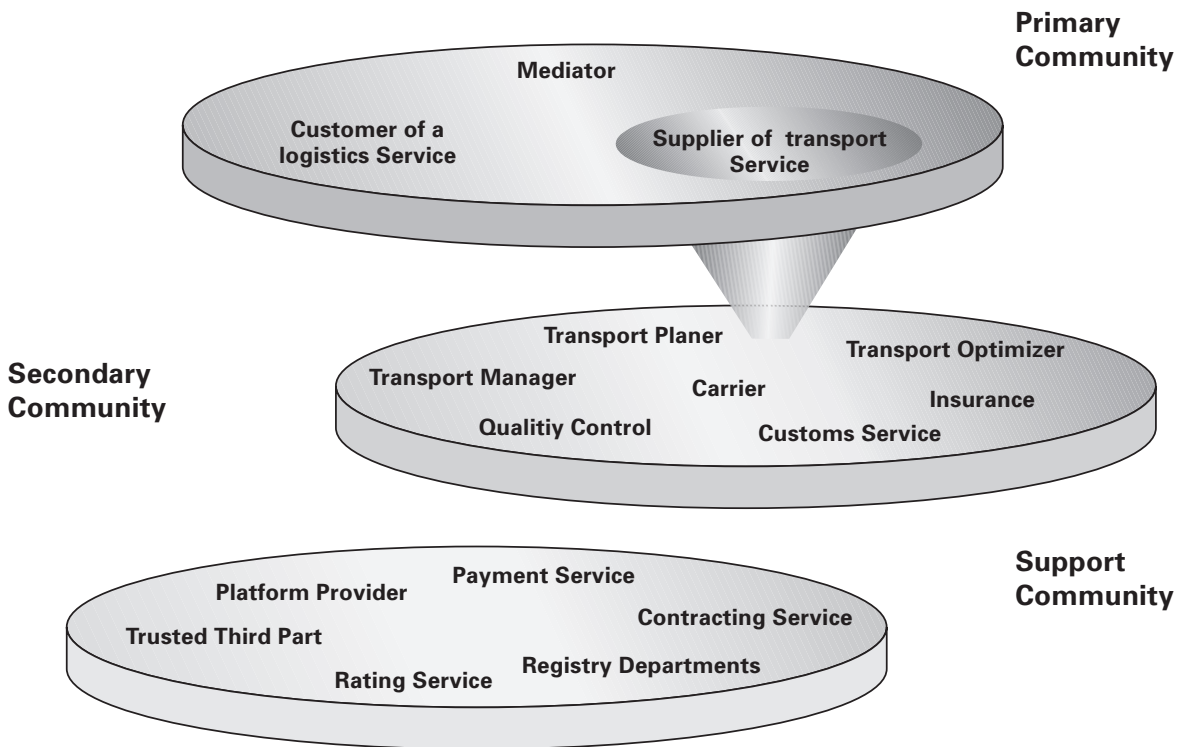 Primary
Community
Mediator
Customer of a
logistics Service
Supplier of transport
Service
Secondary
Community
Transport Planer
Transport Optimizer
Transport Manager
Carrier
Insurance
Qualitiy Control
Customs Service
Support
Community
Payment Service
Platform Provider
Contracting Service
Trusted Third Part
Registry Departments
Rating Service